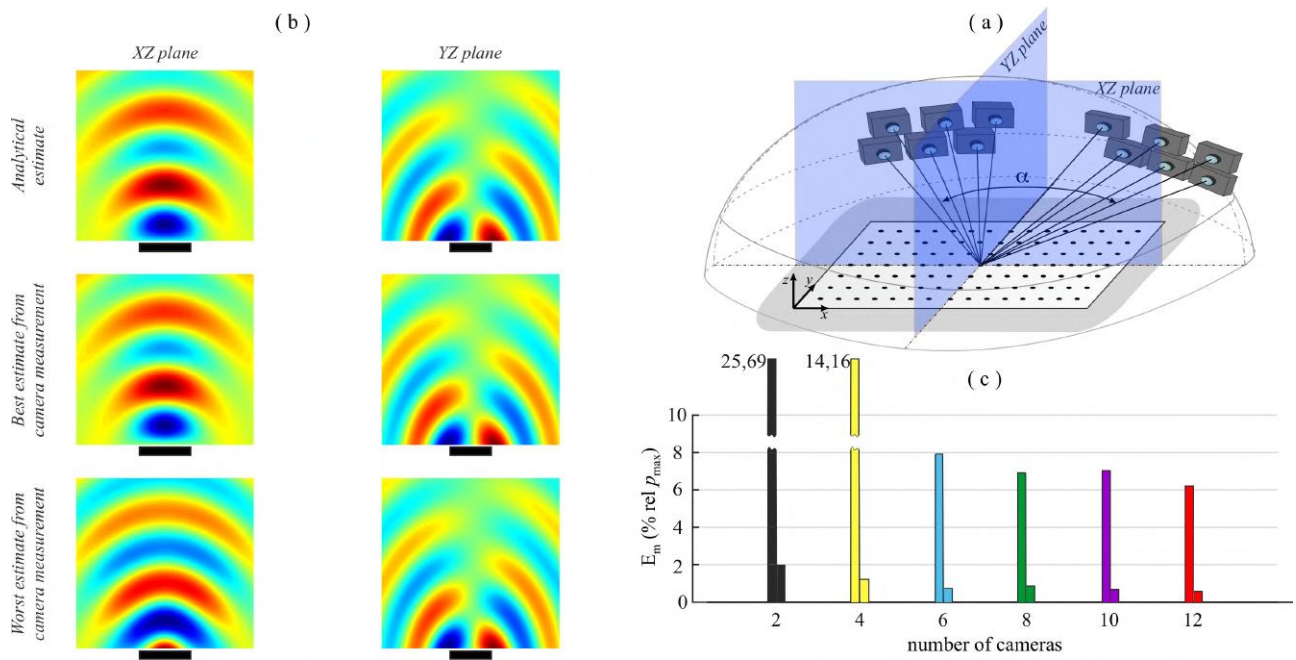 ( b )
XZ plane
YZ plane
Analytical
estimate
Best estimate from
camera measurement
Worst estimate from
camera measurement
( a )
YZ plane
XZ plane
α
z
y
x
( c )
25,69
14,16
10
8
6
4
2
0
E_m (% rel p_max)
2
4
6
8
10
12
number of cameras